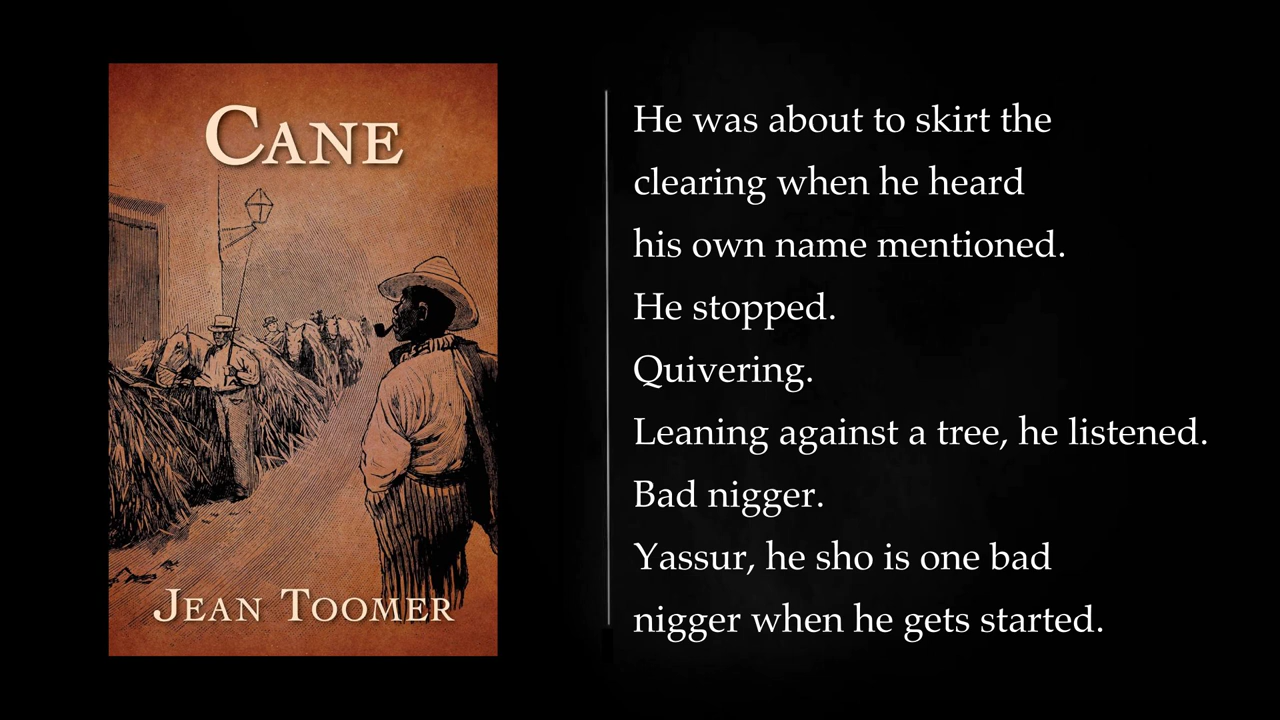 CANE
JEAN TOOMER
He was about to skirt the
clearing when he heard
his own name mentioned.
He stopped.
Quivering.
Leaning against a tree, he listened.
Bad nigger.
Yassur, he sho is one bad
nigger when he gets started.